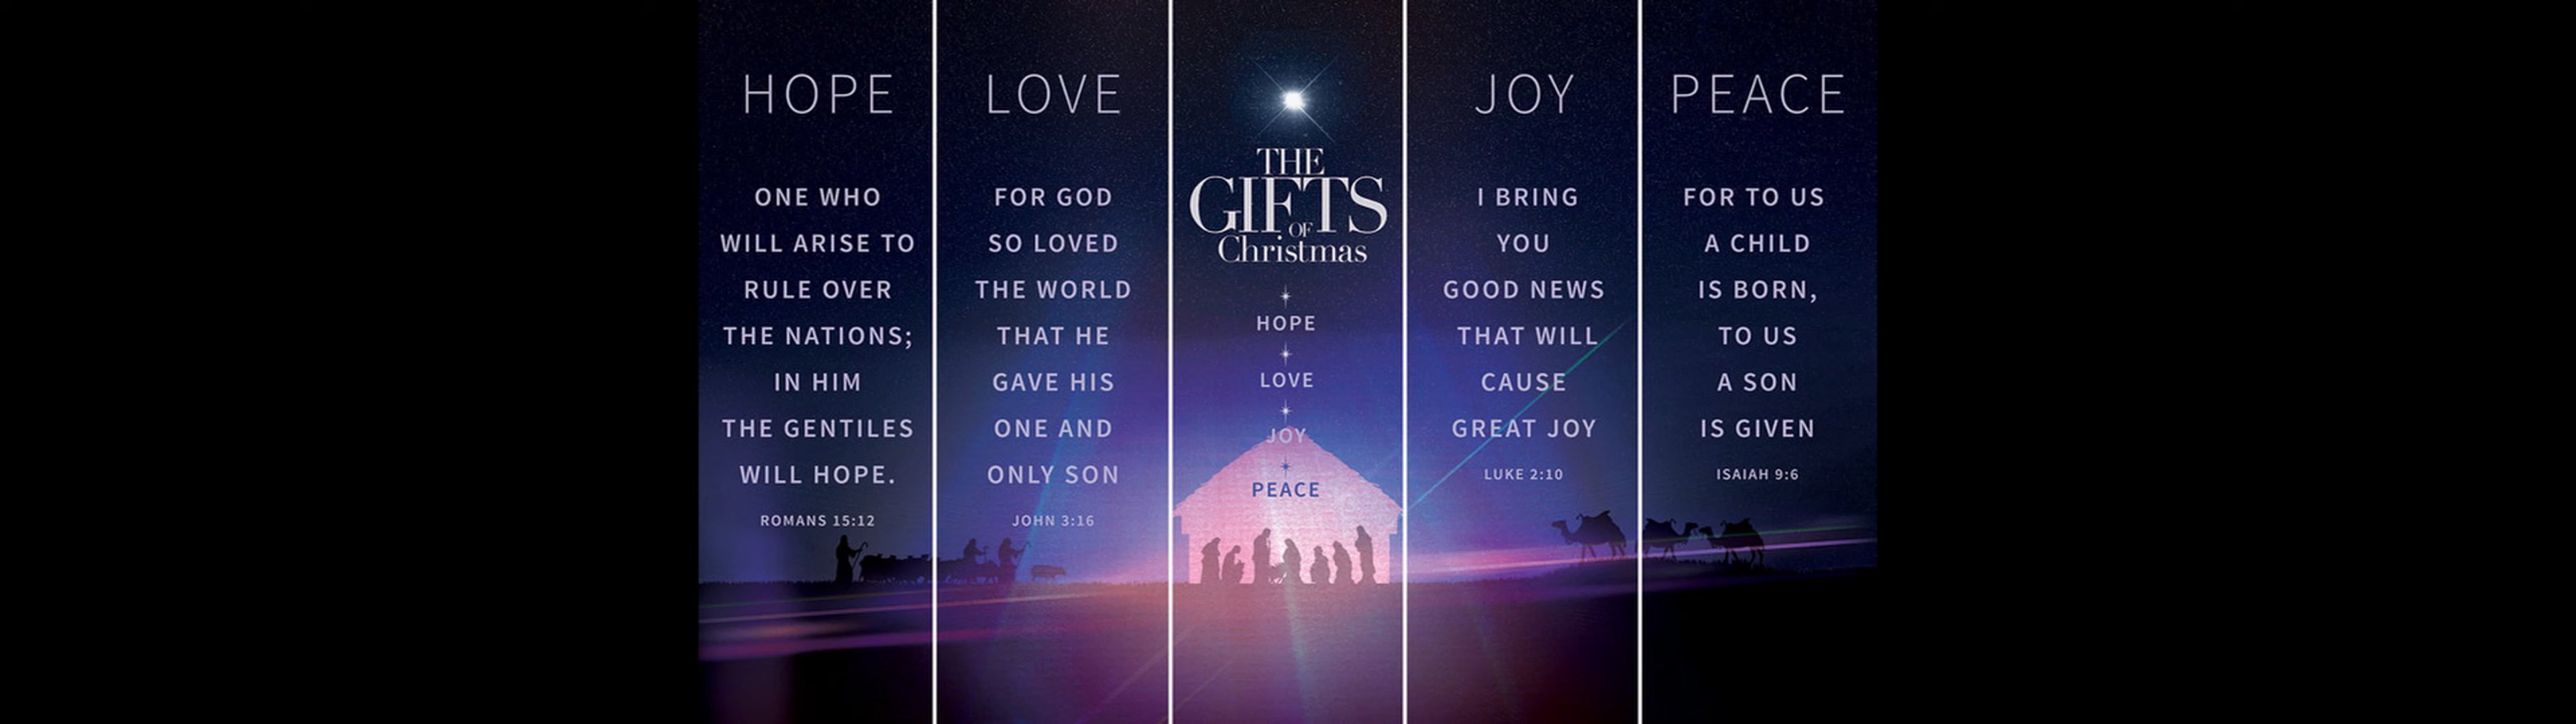 HOPE
ONE WHO
WILL ARISE TO
RULE OVER
THE NATIONS;
IN HIM
THE GENTILES
WILL HOPE.
ROMANS 15:12
LOVE
FOR GOD
SO LOVED
THE WORLD
THAT HE
GAVE HIS
ONE AND
ONLY SON
JOHN 3:16
THE
GIFTS
OF
Christmas
HOPE
LOVE
JOY
PEACE
JOY
I BRING
YOU
GOOD NEWS
THAT WILL
CAUSE
GREAT JOY
LUKE 2:10
PEACE
FOR TO US
A CHILD
IS BORN,
TO US
A SON
IS GIVEN
ISAIAH 9:6